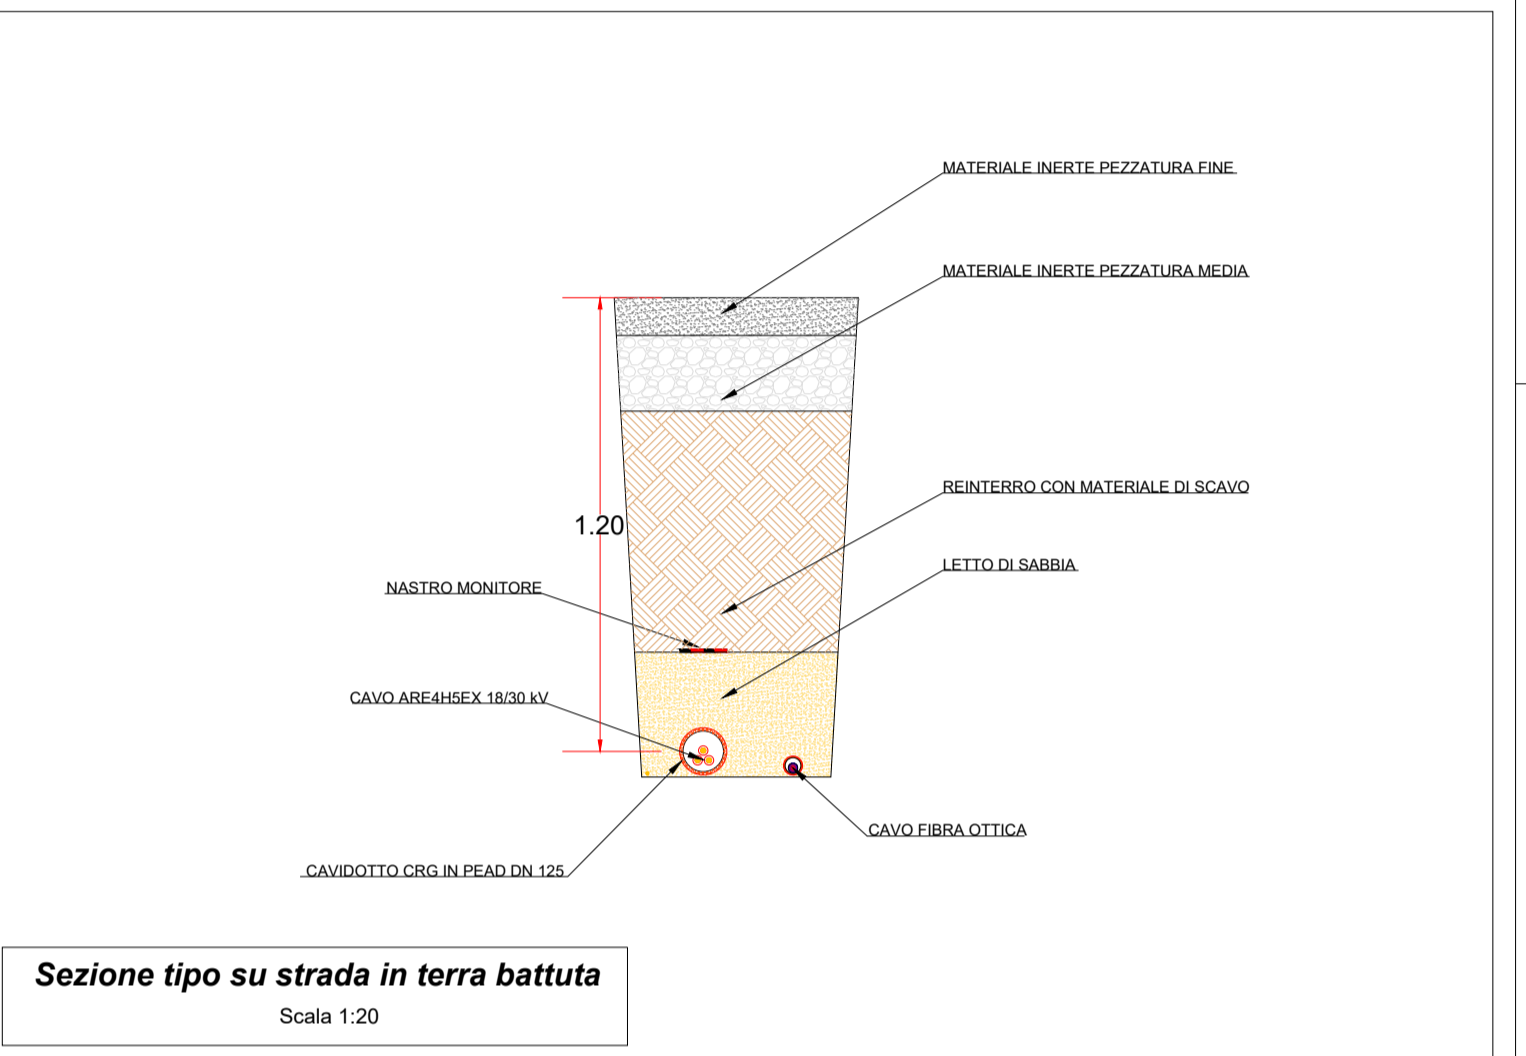 MATERIALE INERTE PEZZATURA FINE
MATERIALE INERTE PEZZATURA MEDIA
REINTERRO CON MATERIALE DI SCAVO
1.20
LETTO DI SABBIA
NASTRO MONITORE
CAVO ARE4H5EX 18/30 kV
CAVO FIBRA OTTICA
CAVIDOTTO CRG IN PEAD DN 125
Sezione tipo su strada in terra battuta
Scala 1:20